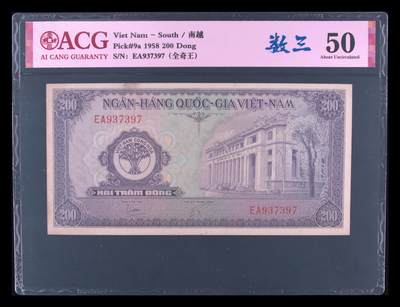 ACG
AI CANG GUARANTY
Viet Nam - South / 南越
Pick#9a 1958 200 Dong
S/N: EA937397 (全奇王)
数三
50
About Uncirculated
200
NGÂN-HÀNG QUỐC-GIA VIỆT-NAM
200
EA937397
HAI TRĂM ĐỒNG
200
EA937397
200